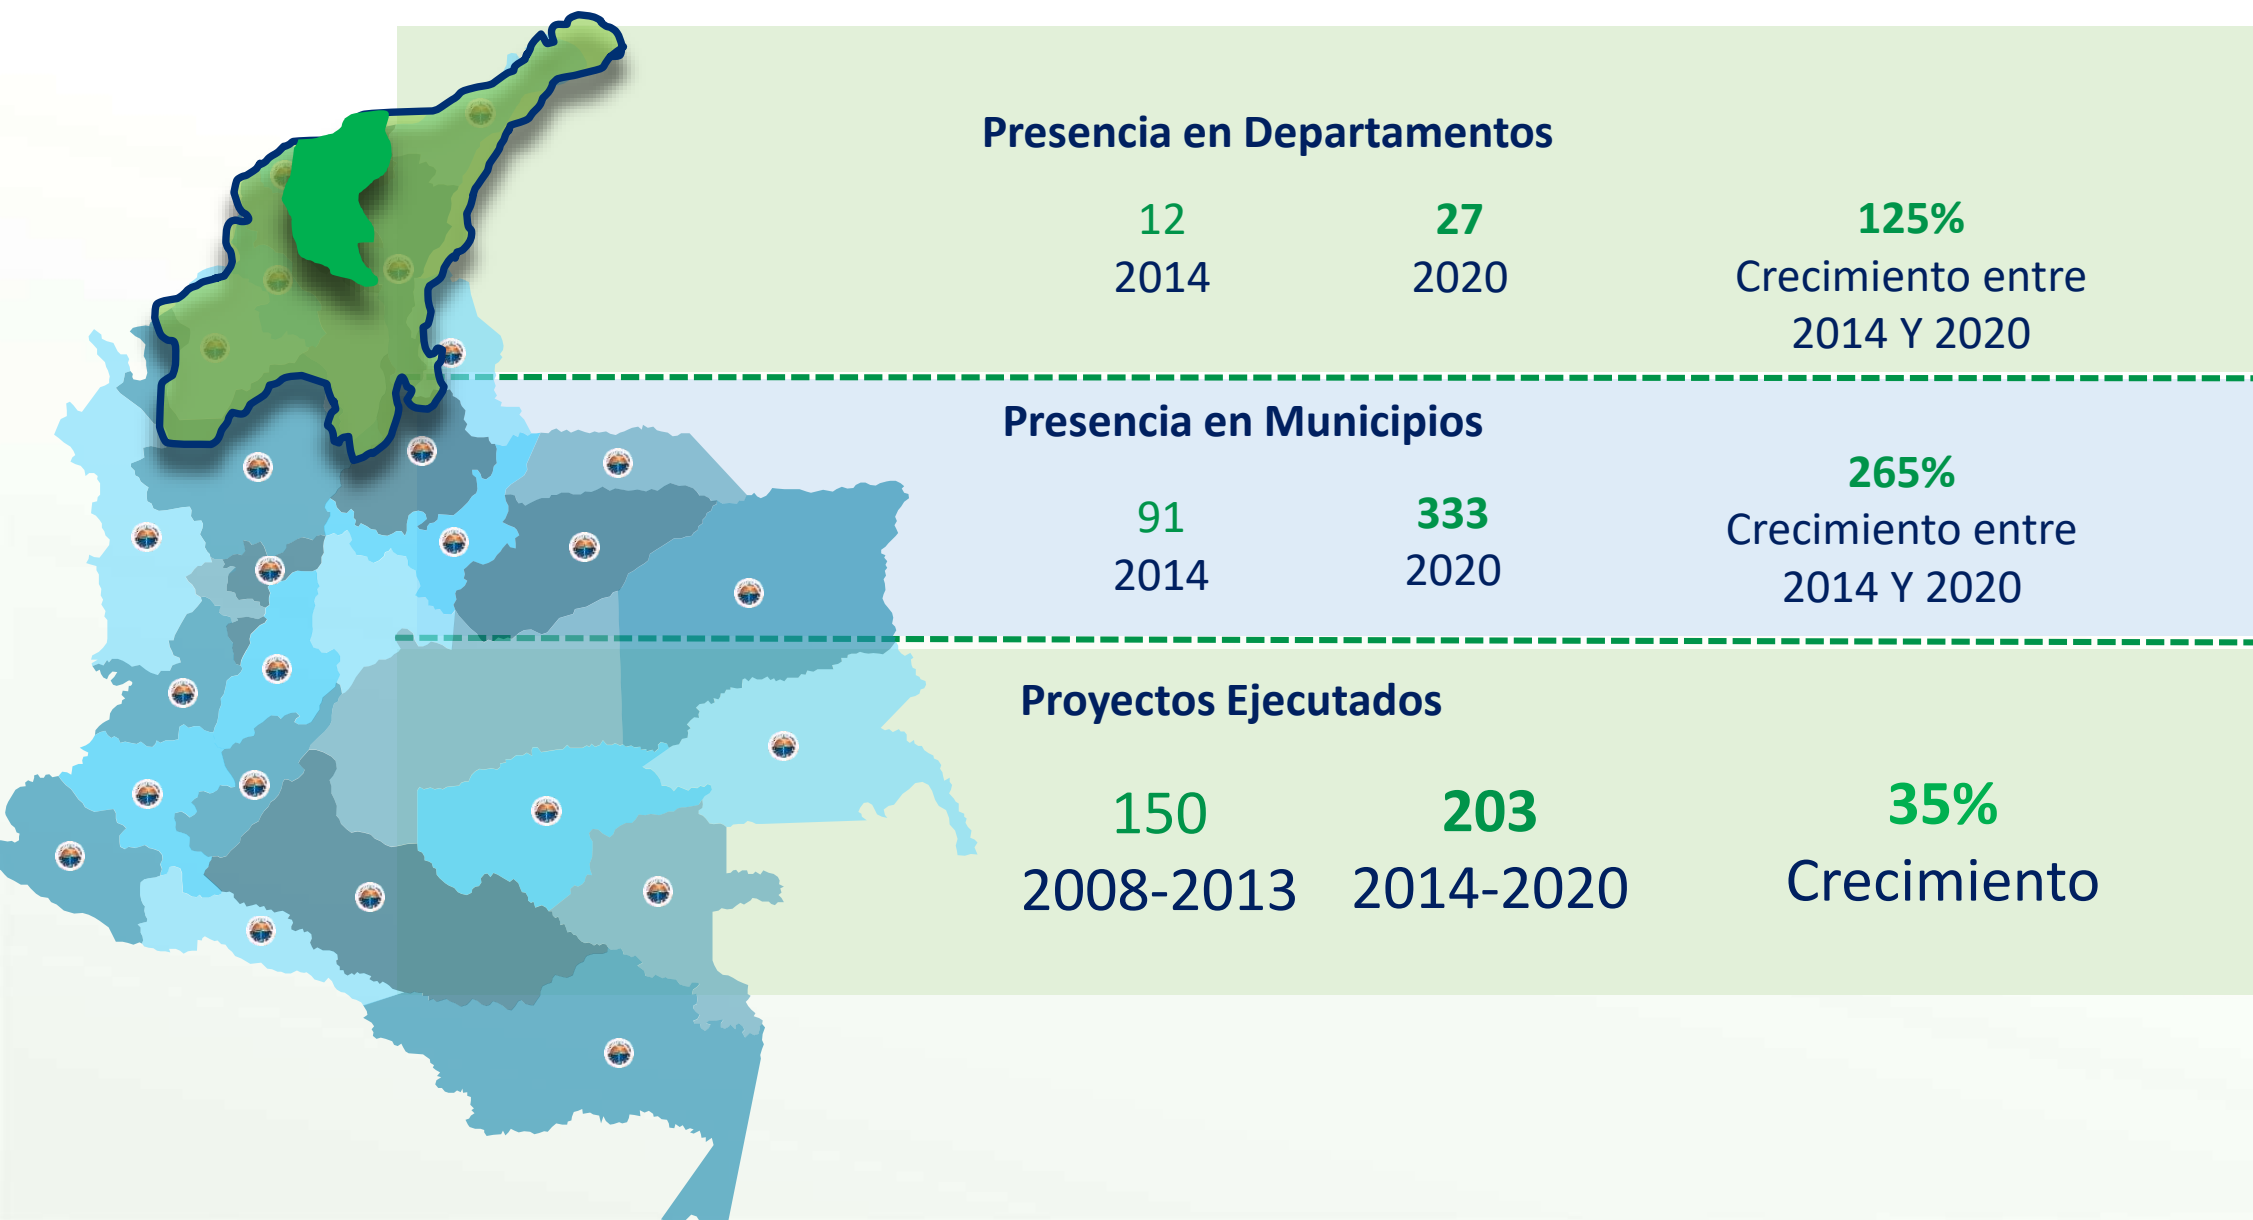 Presencia en Departamentos
12
2014
27
2020
125%
Crecimiento entre
2014 Y 2020
Presencia en Municipios
91
2014
333
2020
265%
Crecimiento entre
2014 Y 2020
Proyectos Ejecutados
150
2008-2013
203
2014-2020
35%
Crecimiento